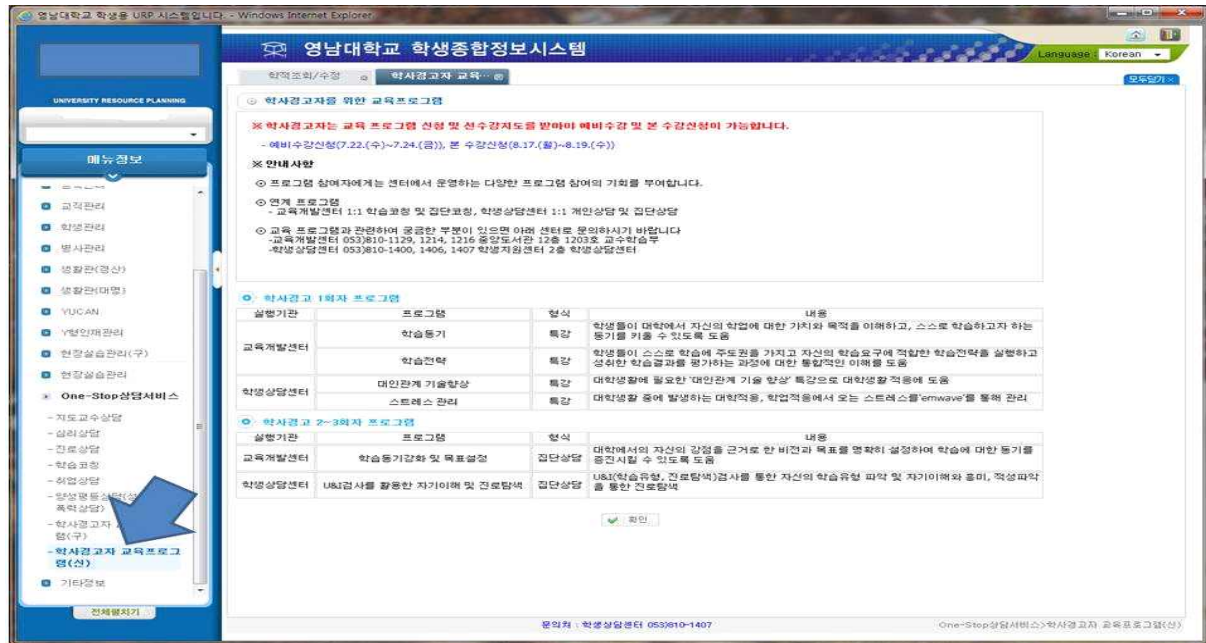 영남대학교 학생용 URP 시스템입니다. - Windows Internet Explorer
영남대학교 학생종합정보시스템
Language : Korean
학적조회/수정
학사경고자 교육…
모두닫기 ×
UNIVERSITY RESOURCE PLANNING
메뉴정보
교직관리
학생관리
병사관리
생활관(경산)
생활관(대명)
YUCAN
Y형인재관리
현장실습관리(구)
현장실습관리
One-Stop상담서비스
- 지도교수상담
- 심리상담
- 진로상담
- 학습코칭
- 취업상담
- 양성평등상담(성
폭력상담)
- 학사경고자
램(구)
- 학사경고자 교육프로그
램(신)
기타정보
전체펼치기
학사경고자를 위한 교육프로그램
※ 학사경고자는 교육 프로그램 신청 및 선수강지도를 받아야 예비수강 및 본 수강신청이 가능합니다.
- 예비수강신청(7.22.(수)~7.24.(금)), 본 수강신청(8.17.(월)~8.19.(수))
※ 안내사항
⊙ 프로그램 참여자에게는 센터에서 운영하는 다양한 프로그램 참여의 기회를 부여합니다.
⊙ 연계 프로그램
- 교육개발센터 1:1 학습코칭 및 집단코칭, 학생상담센터 1:1 개인상담 및 집단상담
⊙ 교육 프로그램과 관련하여 궁금한 부분이 있으면 아래 센터로 문의하시기 바랍니다
-교육개발센터 053)810-1129, 1214, 1216 중앙도서관 12층 1203호 교수학습부
-학생상담센터 053)810-1400, 1406, 1407 학생지원센터 2층 학생상담센터
학사경고 1회자 프로그램
실행기관 프로그램 형식 내용
교육개발센터
학습동기 특강 학생들이 대학에서 자신의 학업에 대한 가치와 목적을 이해하고, 스스로 학습하고자 하는
동기를 키울 수 있도록 도움
학습전략 특강 학생들이 스스로 학습에 주도권을 가지고 자신의 학습요구에 적합한 학습전략을 실행하고
성취한 학습결과를 평가하는 과정에 대한 통합적인 이해를 도움
학생상담센터
대인관계 기술향상 특강 대학생활에 필요한 '대인관계 기술 향상' 특강으로 대학생활 적응에 도움
스트레스 관리 특강 대학생활 중에 발생하는 대학적응, 학업적응에서 오는 스트레스를'emwave'를 통해 관리
학사경고 2~3회자 프로그램
실행기관 프로그램 형식 내용
교육개발센터 학습동기강화 및 목표설정 집단상담 대학에서의 자신의 강점을 근거로 한 비전과 목표를 명확히 설정하여 학습에 대한 동기를
증진시킬 수 있도록 도움
학생상담센터 U&I검사를 활용한 자기이해 및 진로탐색 집단상담 U&I(학습유형, 진로탐색)검사를 통한 자신의 학습유형 파악 및 자기이해와 흥미, 적성파악
을 통한 진로탐색
확인
문의처 : 학생상담센터 053)810-1407
One-Stop상담서비스>학사경고자 교육프로그램(신)